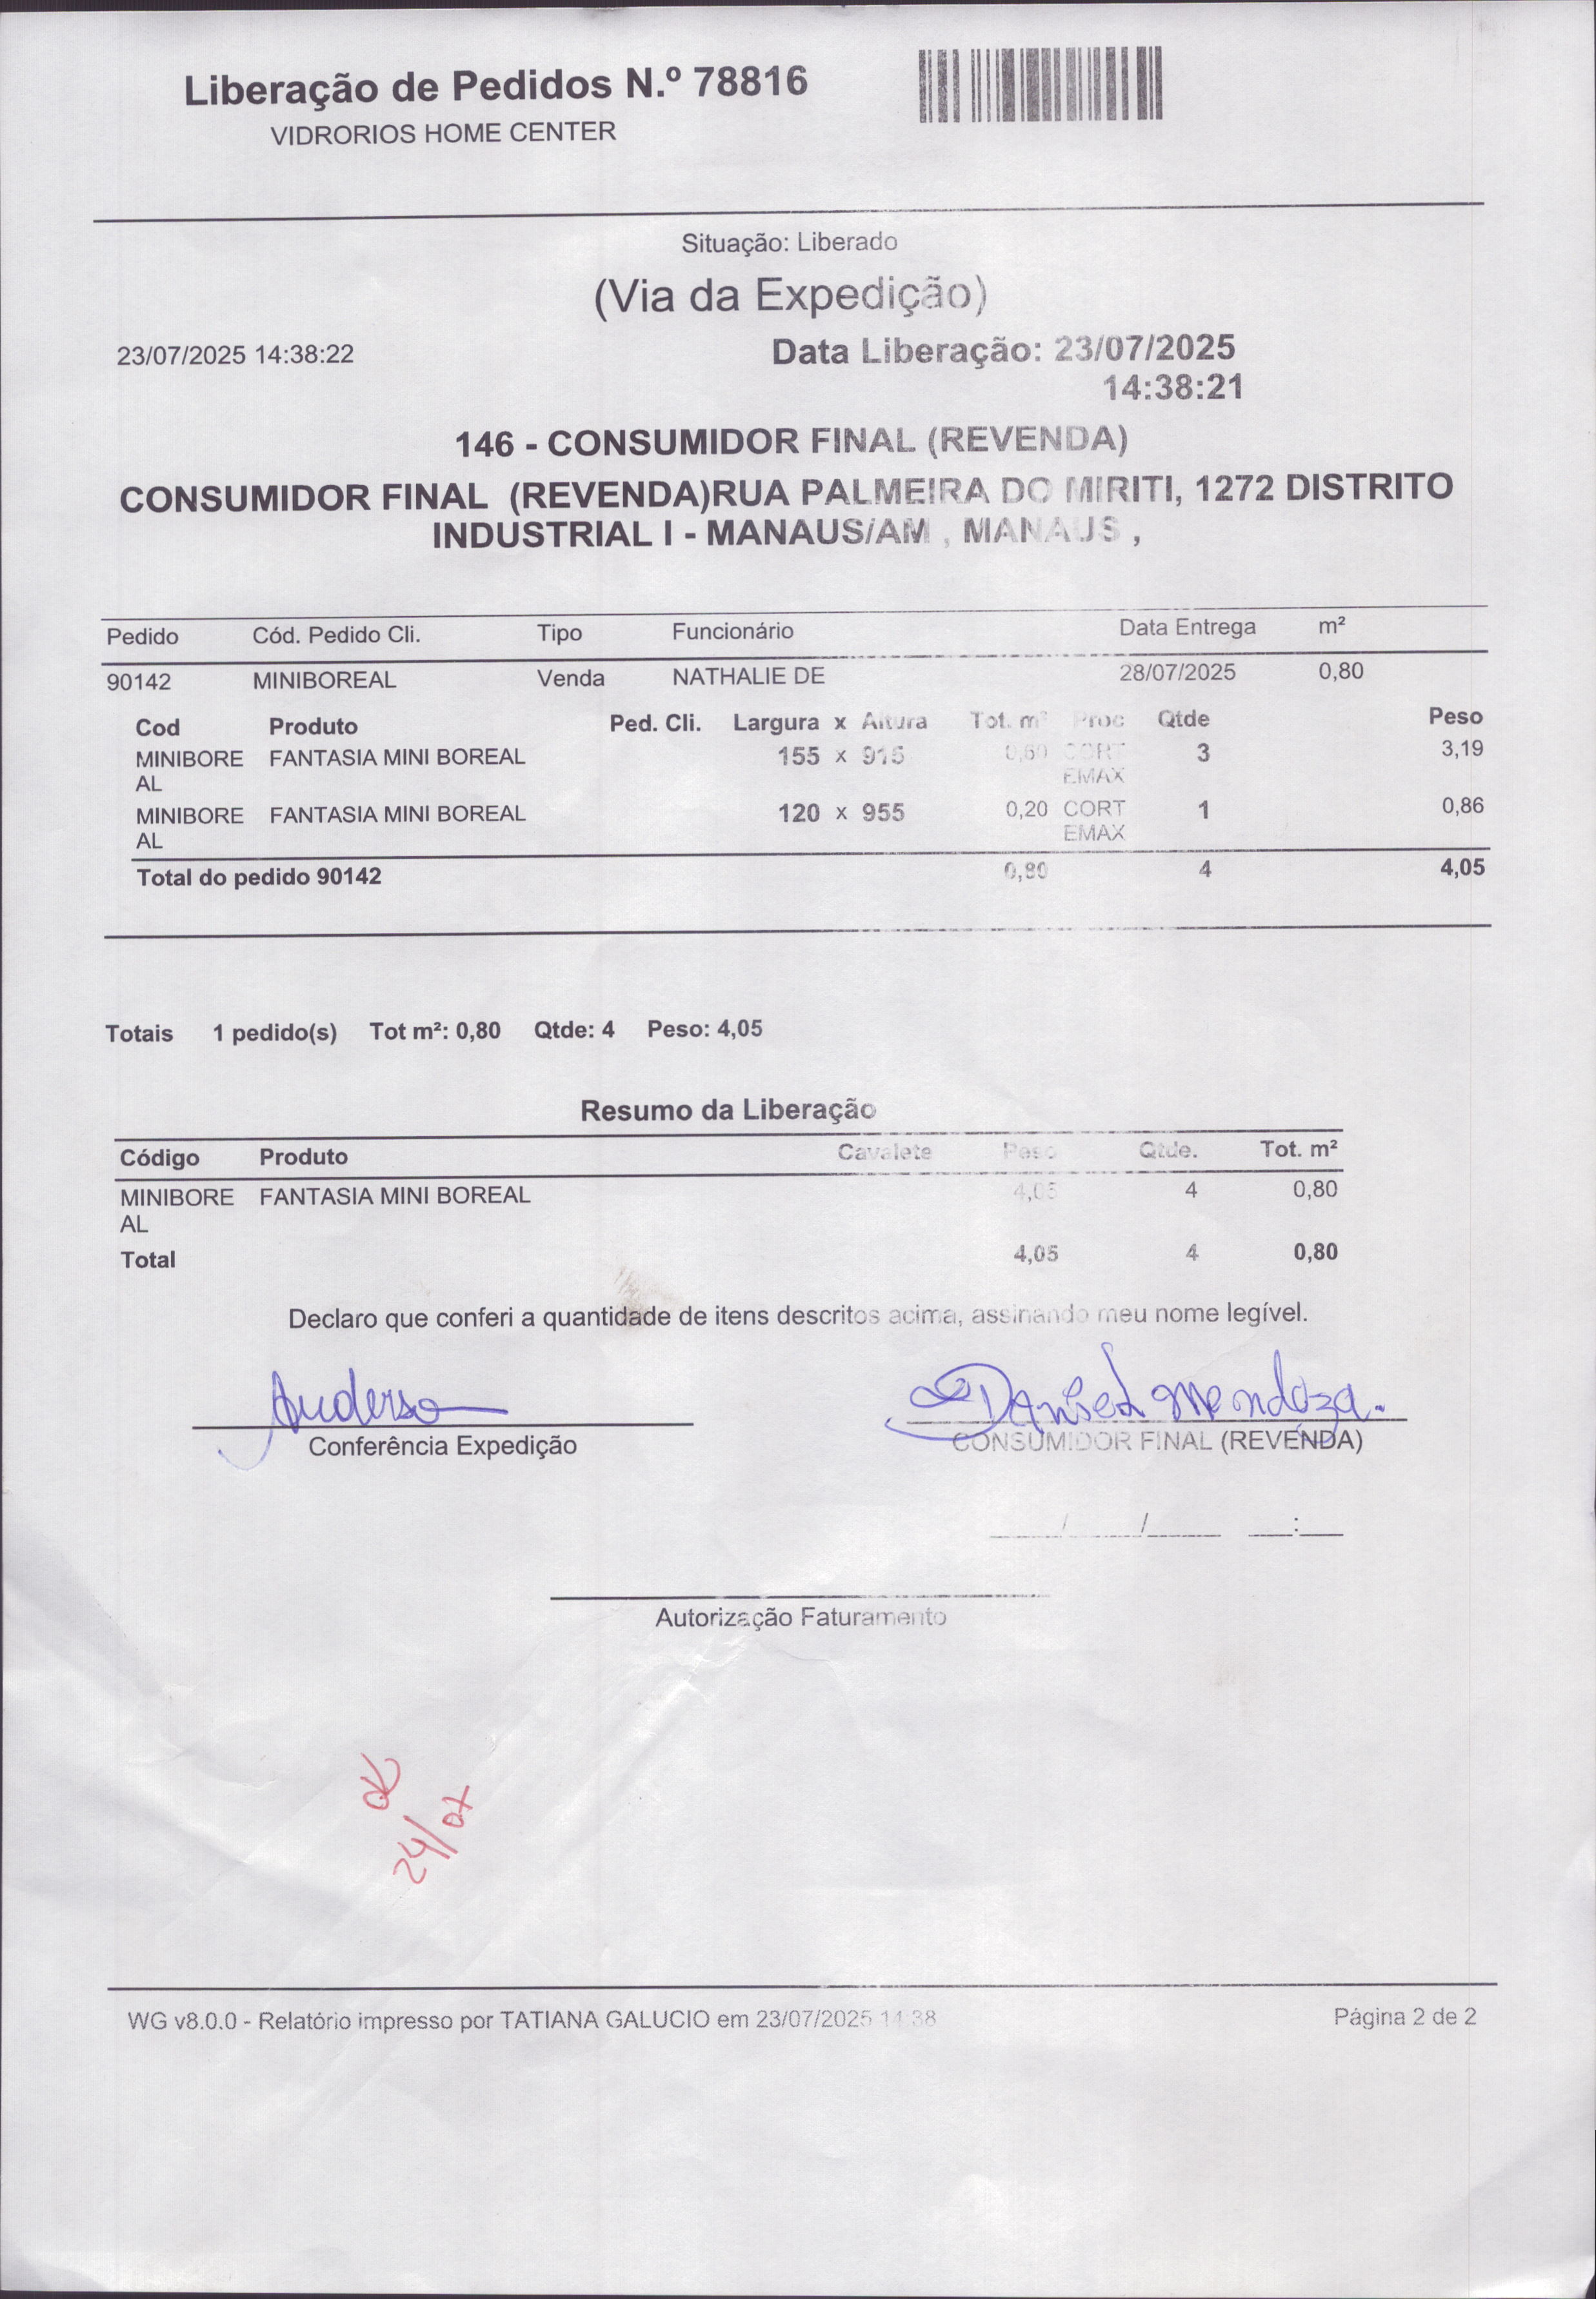 Liberação de Pedidos N.º 78816
VIDRORIOS HOME CENTER
Situação: Liberado
(Via da Expedição)
23/07/2025 14:38:22
Data Liberação: 23/07/2025
14:38:21
146 - CONSUMIDOR FINAL (REVENDA)
CONSUMIDOR FINAL (REVENDA)RUA PALMEIRA DO MIRITI, 1272 DISTRITO
INDUSTRIAL I - MANAUS/AM , MANAUS ,
Pedido Cód. Pedido Cli. Tipo Funcionário Data Entrega m²
90142 MINIBOREAL Venda NATHALIE DE 28/07/2025 0,80
Cod Produto Ped. Cli. Largura x Altura Tot. m² Proc Qtde Peso
MINIBORE FANTASIA MINI BOREAL 155 x 915 0,60 CORT 3 3,19
AL EMAX
MINIBORE FANTASIA MINI BOREAL 120 x 955 0,20 CORT 1 0,86
AL EMAX
Total do pedido 90142 0,80 4 4,05
Totais 1 pedido(s) Tot m²: 0,80 Qtde: 4 Peso: 4,05
Resumo da Liberação
Código Produto Cavalete Peso Qtde. Tot. m²
MINIBORE FANTASIA MINI BOREAL 4,05 4 0,80
AL
Total 4,05 4 0,80
Declaro que conferi a quantidade de itens descritos acima, assinando meu nome legível.
Anderso Daniel Mendoza.
Conferência Expedição CONSUMIDOR FINAL (REVENDA)
____/____/____ ___:___
Autorização Faturamento
OK
24/07
WG v8.0.0 - Relatório impresso por TATIANA GALUCIO em 23/07/2025 14:38 Página 2 de 2